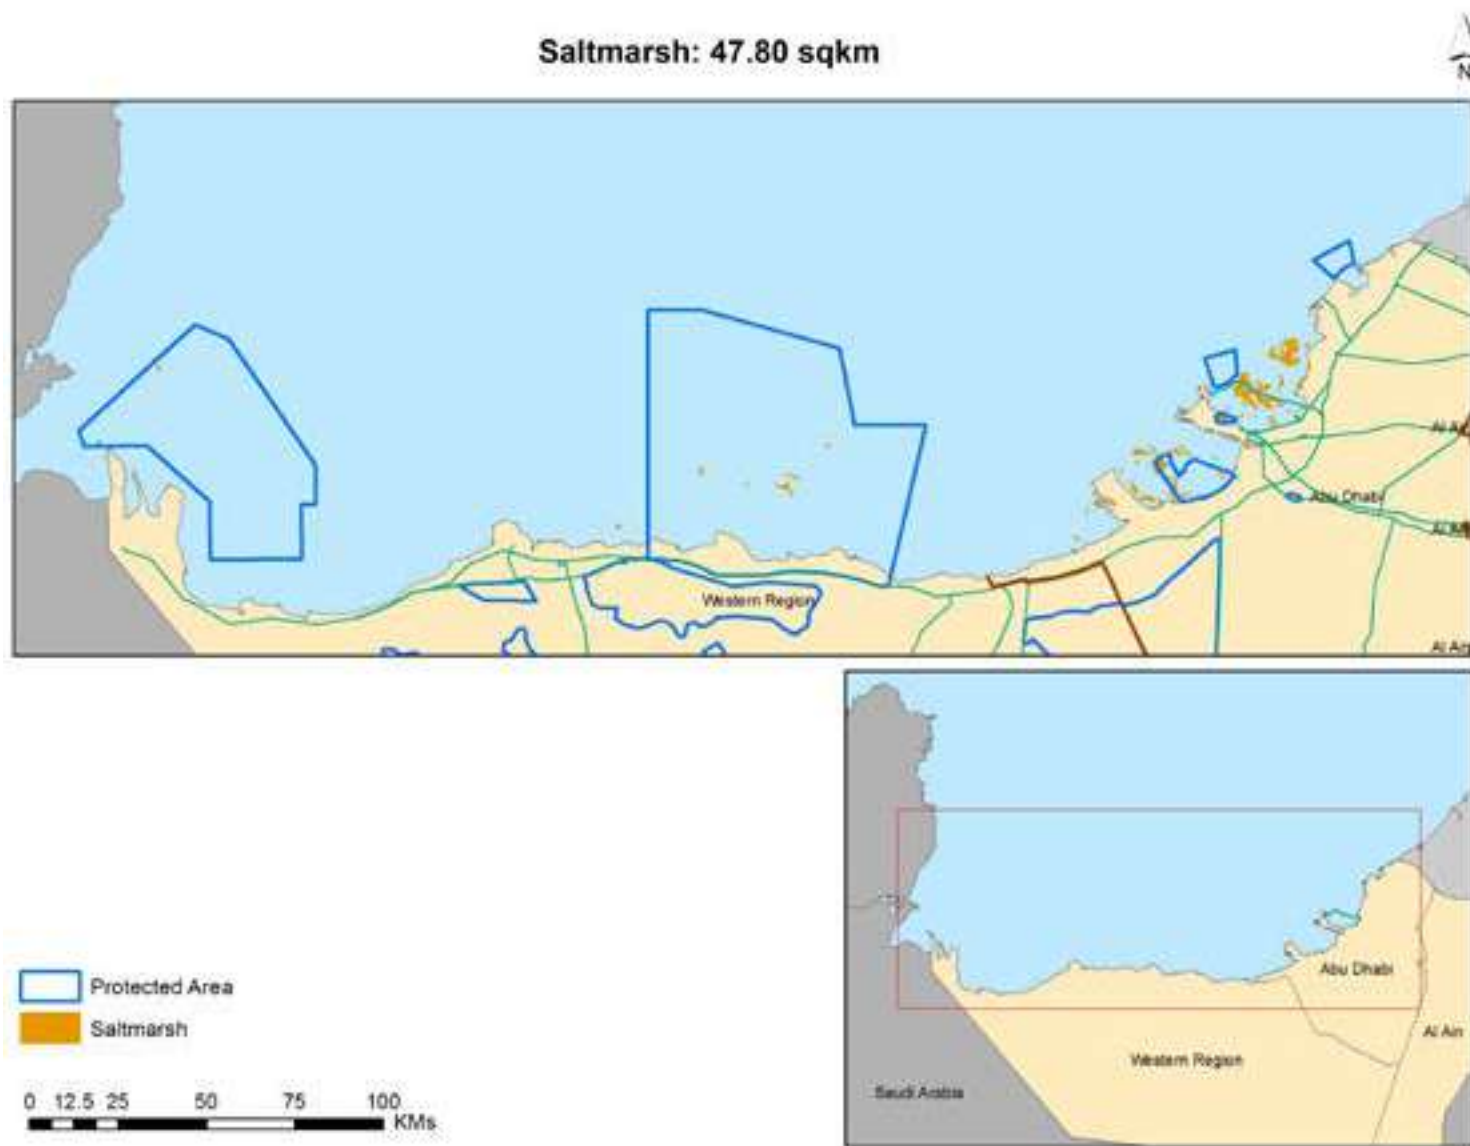 Saltmarsh: 47.80 sqkm
N
Abu Dhabi
Western Region
Protected Area
Saltmarsh
0 12.5 25 50 75 100
KMs
Abu Dhabi
Al Ain
Western Region
Saudi Arabia